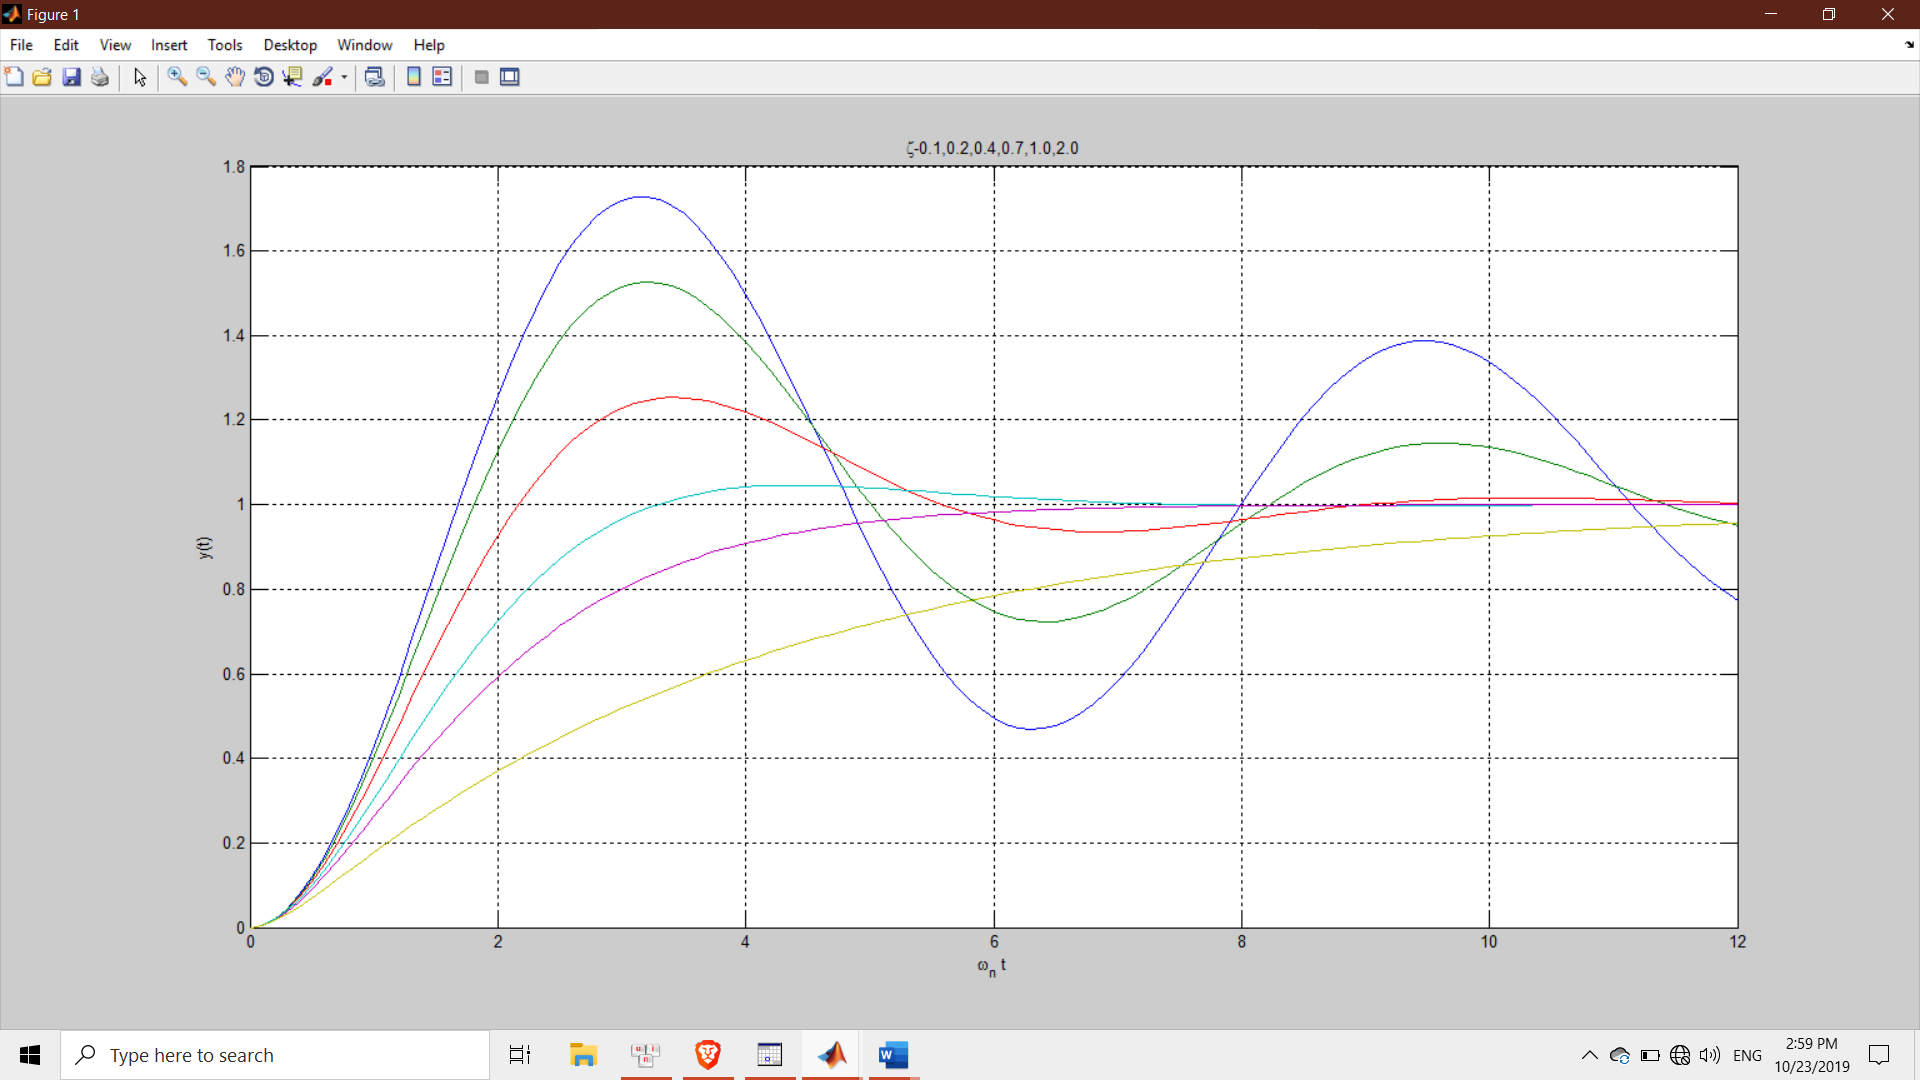 Figure 1
File Edit View Insert Tools Desktop Window Help
ζ-0.1,0.2,0.4,0.7,1.0,2.0
1.8
1.6
1.4
1.2
1
0.8
0.6
0.4
0.2
0
y(t)
0 2 4 6 8 10 12
ωn t
Type here to search
ENG
2:59 PM
10/23/2019